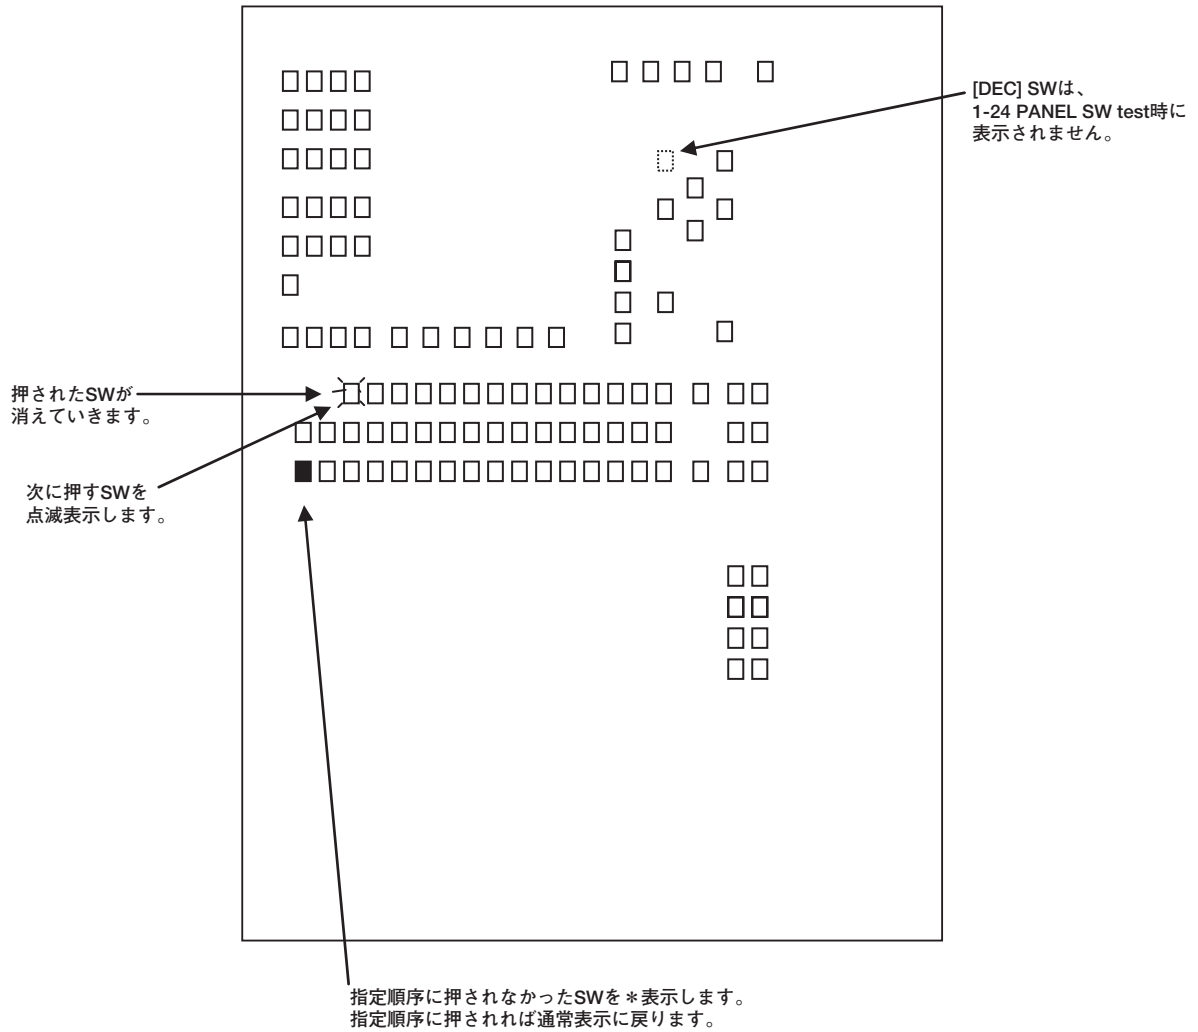 [DEC] SWは、
1-24 PANEL SW test時に
表示されません。
押されたSWが
消えていきます。
次に押すSWを
点滅表示します。
指定順序に押されなかったSWを＊表示します。
指定順序に押されれば通常表示に戻ります。